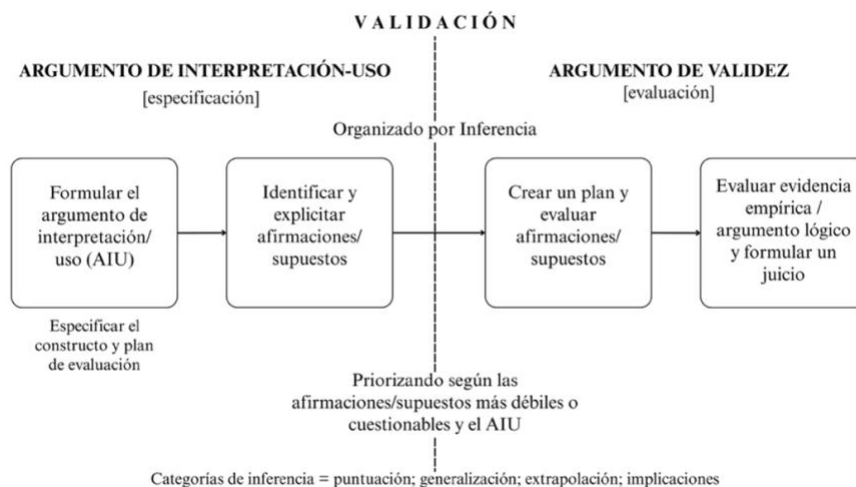 VALIDACIÓN
ARGUMENTO DE INTERPRETACIÓN-USO
[especificación]
ARGUMENTO DE VALIDEZ
[evaluación]
Organizado por Inferencia
Formular el
argumento de
interpretación/
uso (AIU)
Identificar y
explicitar
afirmaciones/
supuestos
Crear un plan y
evaluar
afirmaciones/
supuestos
Evaluar evidencia
empírica /
argumento lógico
y formular un
juicio
Especificar el
constructo y plan
de evaluación
Priorizando según las
afirmaciones/supuestos más débiles o
cuestionables y el AIU
Categorías de inferencia = puntuación; generalización; extrapolación; implicaciones